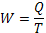 W = Q/T